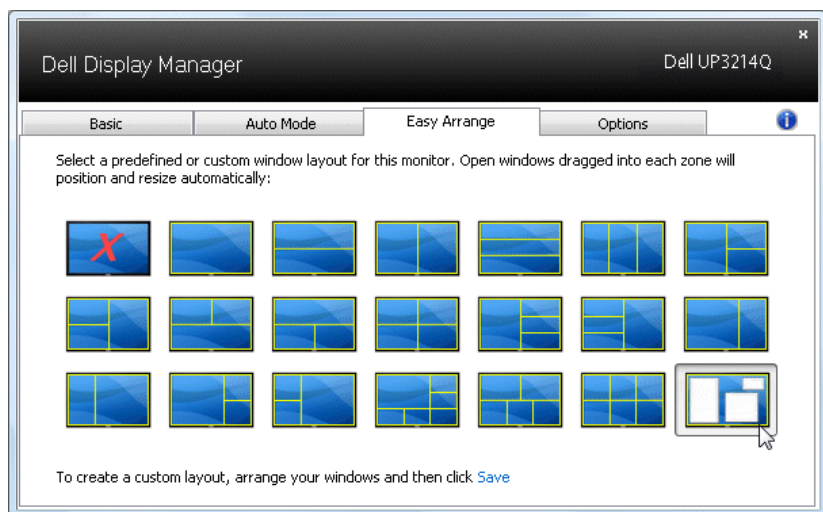 x
Dell Display Manager
Dell UP3214Q
Basic
Auto Mode
Easy Arrange
Options
i
Select a predefined or custom window layout for this monitor. Open windows dragged into each zone will
position and resize automatically:
X
To create a custom layout, arrange your windows and then click Save